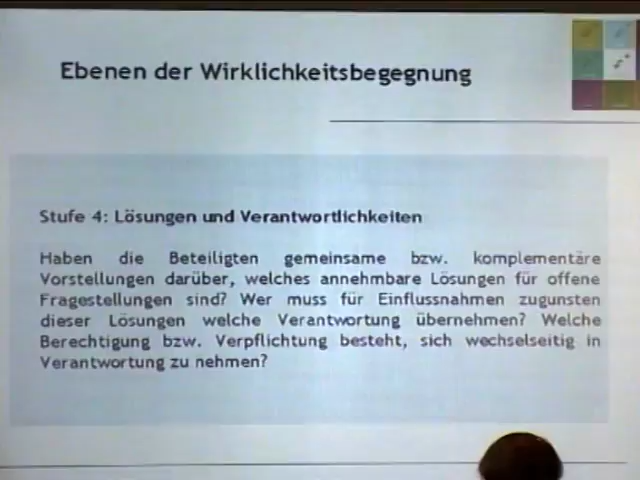 Ebenen der Wirklichkeitsbegegnung
Stufe 4: Lösungen und Verantwortlichkeiten
Haben die Beteiligten gemeinsame bzw. komplementäre
Vorstellungen darüber, welches annehmbare Lösungen für offene
Fragestellungen sind? Wer muss für Einflussnahmen zugunsten
dieser Lösungen welche Verantwortung übernehmen? Welche
Berechtigung bzw. Verpflichtung besteht, sich wechselseitig in
Verantwortung zu nehmen?